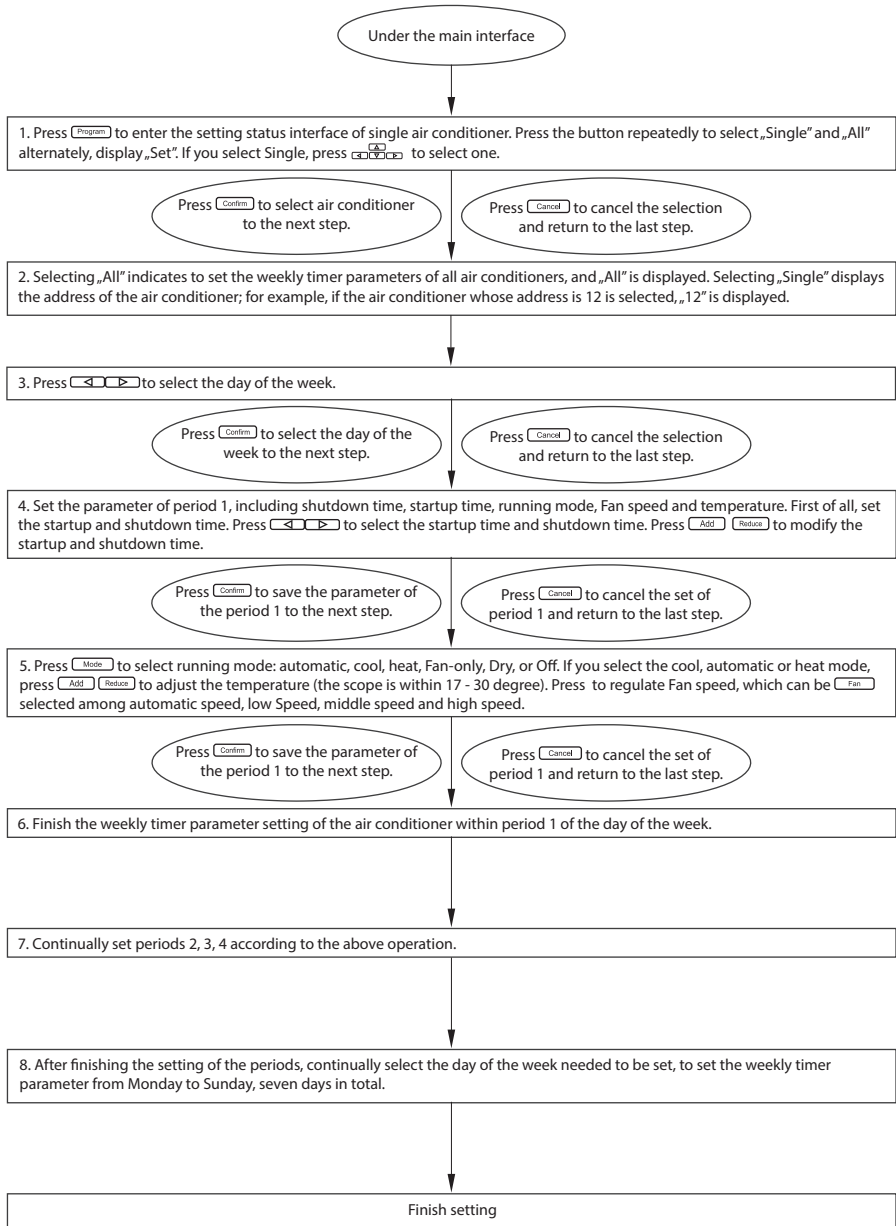 Under the main interface
1. Press Program to enter the setting status interface of single air conditioner. Press the button repeatedly to select „Single” and „All”
alternately, display „Set”. If you select Single, press ◁ △ ▽ ▷ to select one.
Press Confirm to select air conditioner
to the next step.
Press Cancel to cancel the selection
and return to the last step.
2. Selecting „All” indicates to set the weekly timer parameters of all air conditioners, and „All” is displayed. Selecting „Single” displays
the address of the air conditioner; for example, if the air conditioner whose address is 12 is selected, „12” is displayed.
3. Press ◁ ▷ to select the day of the week.
Press Confirm to select the day of the
week to the next step.
Press Cancel to cancel the selection
and return to the last step.
4. Set the parameter of period 1, including shutdown time, startup time, running mode, Fan speed and temperature. First of all, set
the startup and shutdown time. Press ◁ ▷ to select the startup time and shutdown time. Press Add Reduce to modify the
startup and shutdown time.
Press Confirm to save the parameter of
the period 1 to the next step.
Press Cancel to cancel the set of
period 1 and return to the last step.
5. Press Mode to select running mode: automatic, cool, heat, Fan-only, Dry, or Off. If you select the cool, automatic or heat mode,
press Add Reduce to adjust the temperature (the scope is within 17 - 30 degree). Press to regulate Fan speed, which can be Fan
selected among automatic speed, low Speed, middle speed and high speed.
Press Confirm to save the parameter of
the period 1 to the next step.
Press Cancel to cancel the set of
period 1 and return to the last step.
6. Finish the weekly timer parameter setting of the air conditioner within period 1 of the day of the week.
7. Continually set periods 2, 3, 4 according to the above operation.
8. After finishing the setting of the periods, continually select the day of the week needed to be set, to set the weekly timer
parameter from Monday to Sunday, seven days in total.
Finish setting